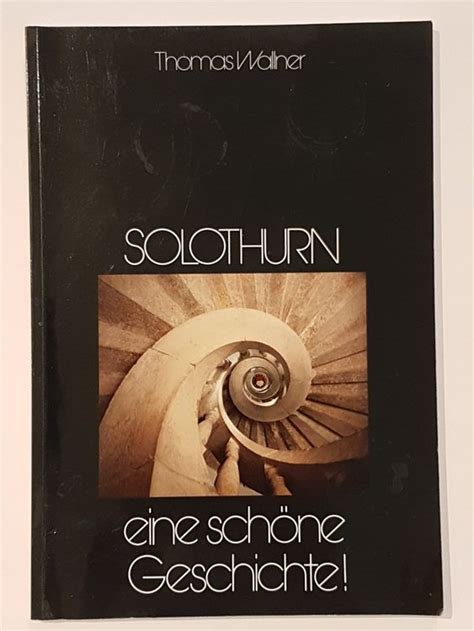 Thomas Wallner
SOLOTHURN
eine schöne
Geschichte!